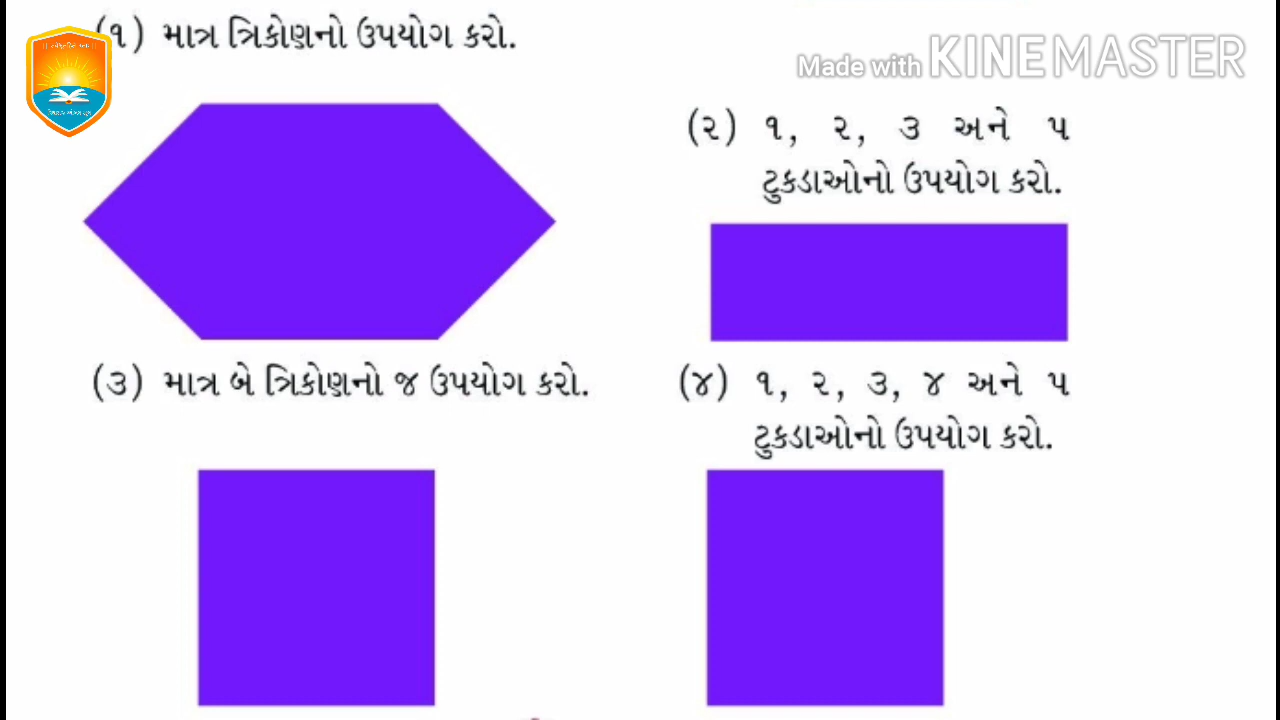 (૧) માત્ર ત્રિકોણનો ઉપયોગ કરો.
Made with KINEMASTER
(૨) ૧, ૨, ૩ અને ૫
ટુકડાઓનો ઉપયોગ કરો.
(૩) માત્ર બે ત્રિકોણનો જ ઉપયોગ કરો.
(૪) ૧, ૨, ૩, ૪ અને ૫
ટુકડાઓનો ઉપયોગ કરો.